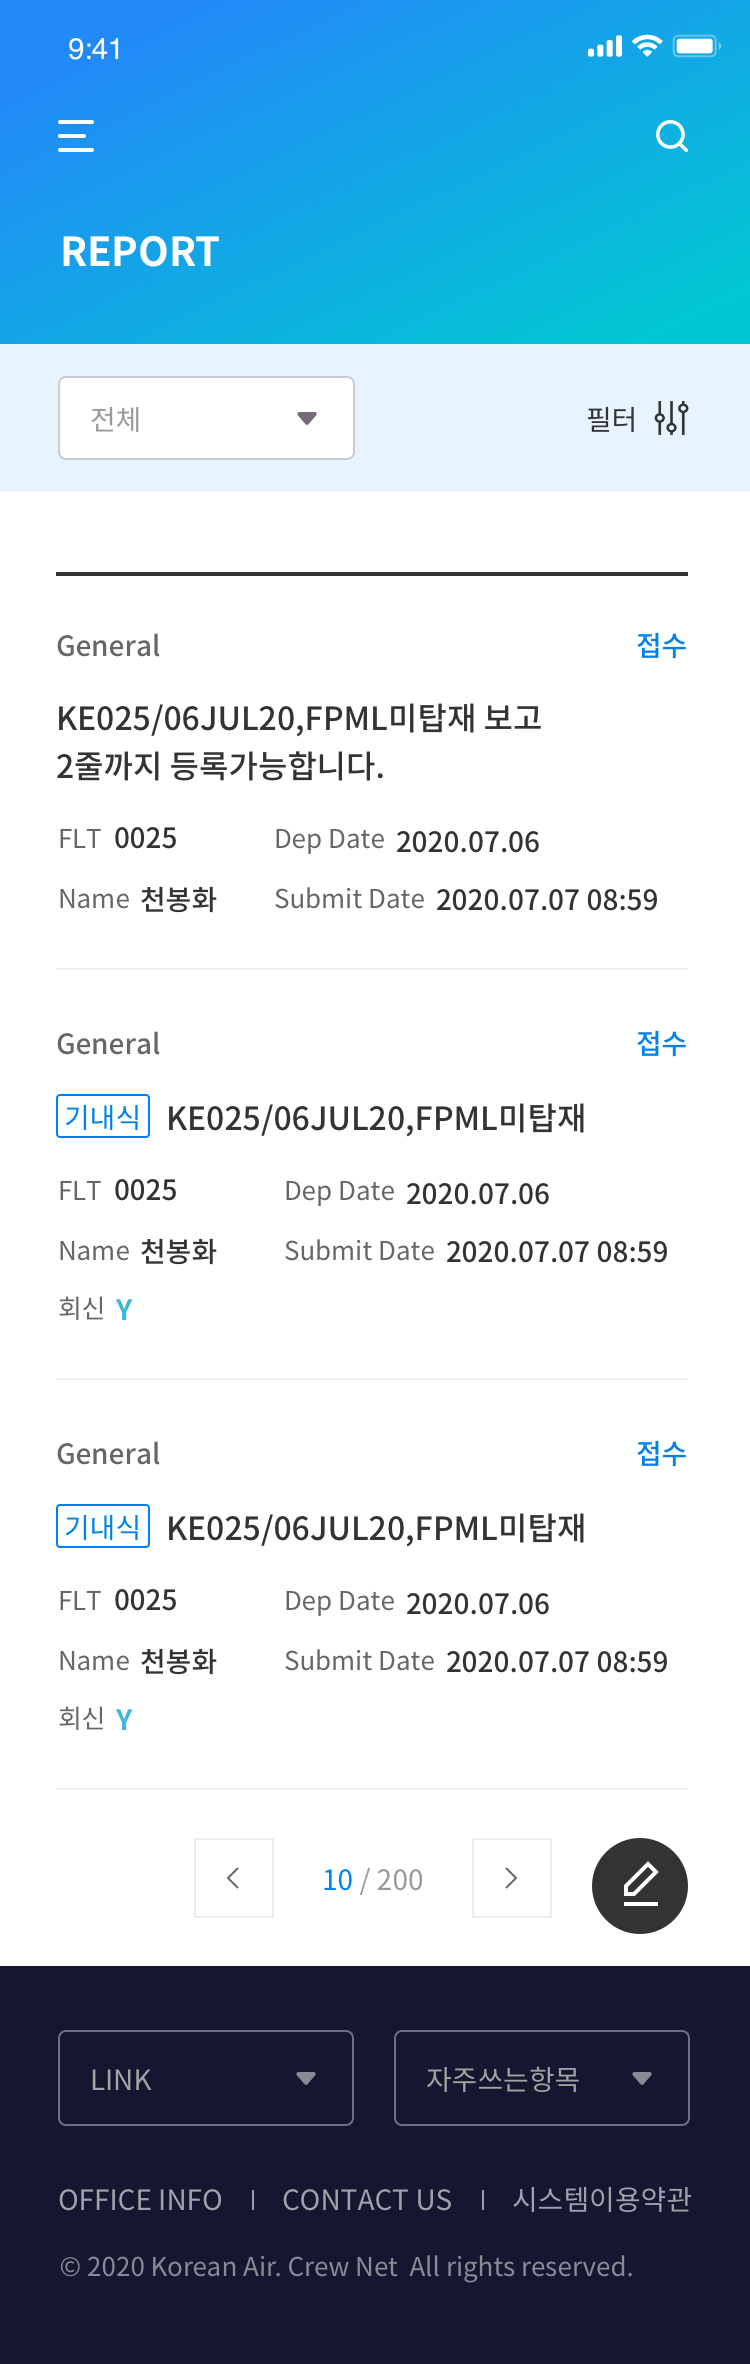 9:41
REPORT
전체
필터
General
접수
KE025/06JUL20,FPML미탑재 보고
2줄까지 등록가능합니다.
FLT 0025 Dep Date 2020.07.06
Name 천봉화 Submit Date 2020.07.07 08:59
General
접수
기내식 KE025/06JUL20,FPML미탑재
FLT 0025 Dep Date 2020.07.06
Name 천봉화 Submit Date 2020.07.07 08:59
회신 Y
General
접수
기내식 KE025/06JUL20,FPML미탑재
FLT 0025 Dep Date 2020.07.06
Name 천봉화 Submit Date 2020.07.07 08:59
회신 Y
10 / 200
LINK
자주쓰는항목
OFFICE INFO | CONTACT US | 시스템이용약관
© 2020 Korean Air. Crew Net All rights reserved.